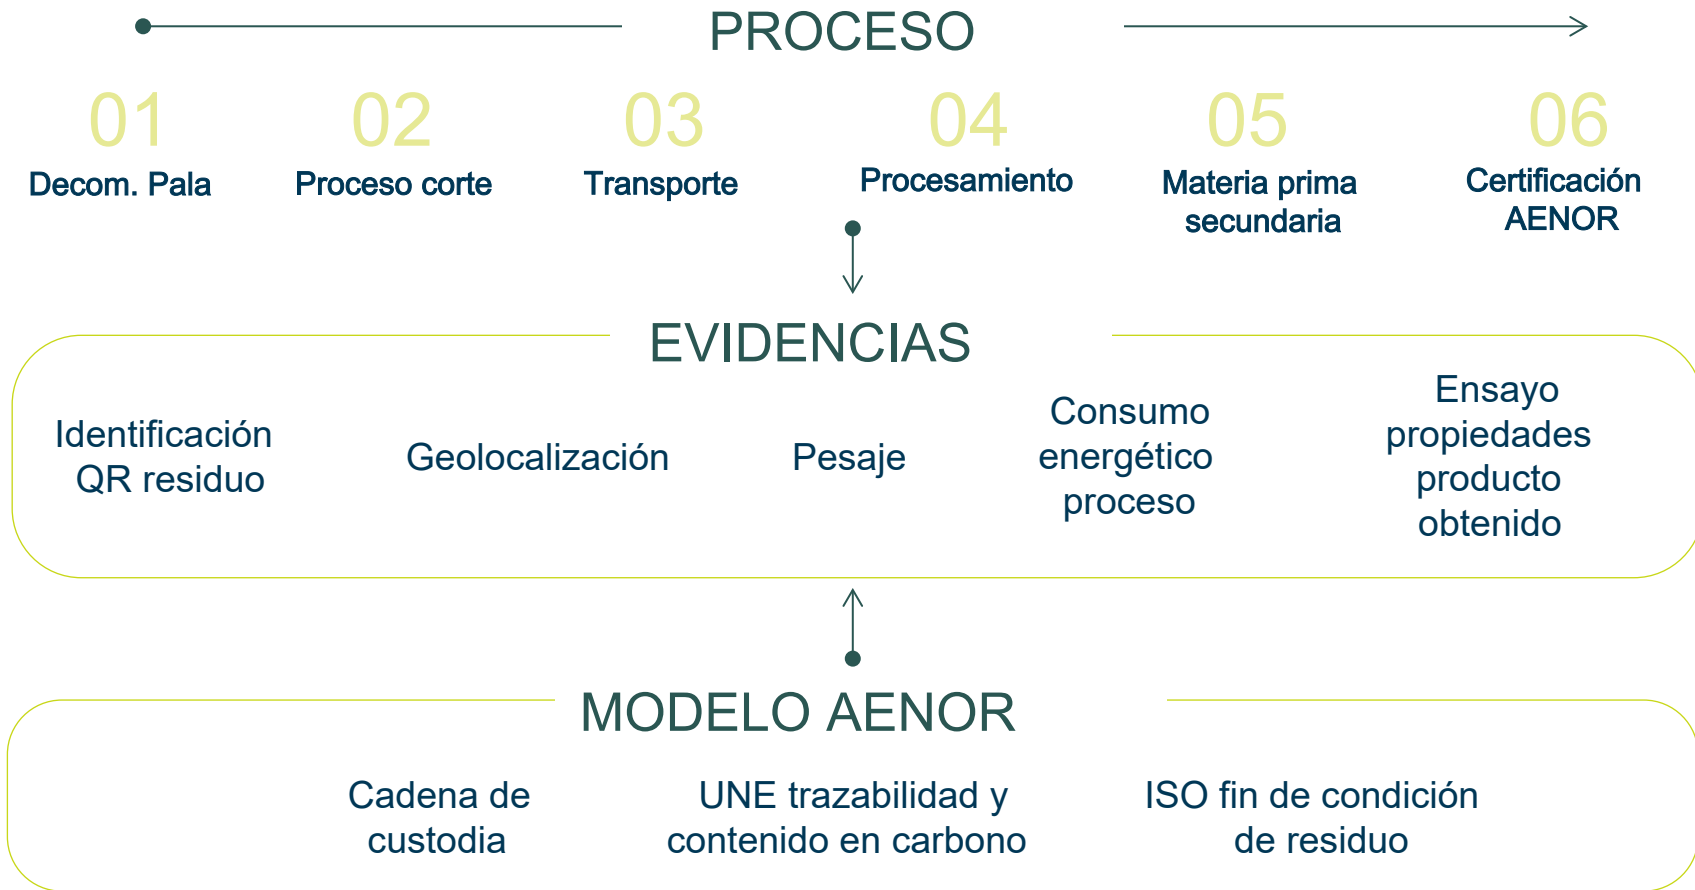 PROCESO
01
02
03
04
05
06
Decom. Pala
Proceso corte
Transporte
Procesamiento
Materia prima
secundaria
Certificación
AENOR
EVIDENCIAS
Identificación
QR residuo
Geolocalización
Pesaje
Consumo
energético
proceso
Ensayo
propiedades
producto
obtenido
MODELO AENOR
Cadena de
custodia
UNE trazabilidad y
contenido en carbono
ISO fin de condición
de residuo